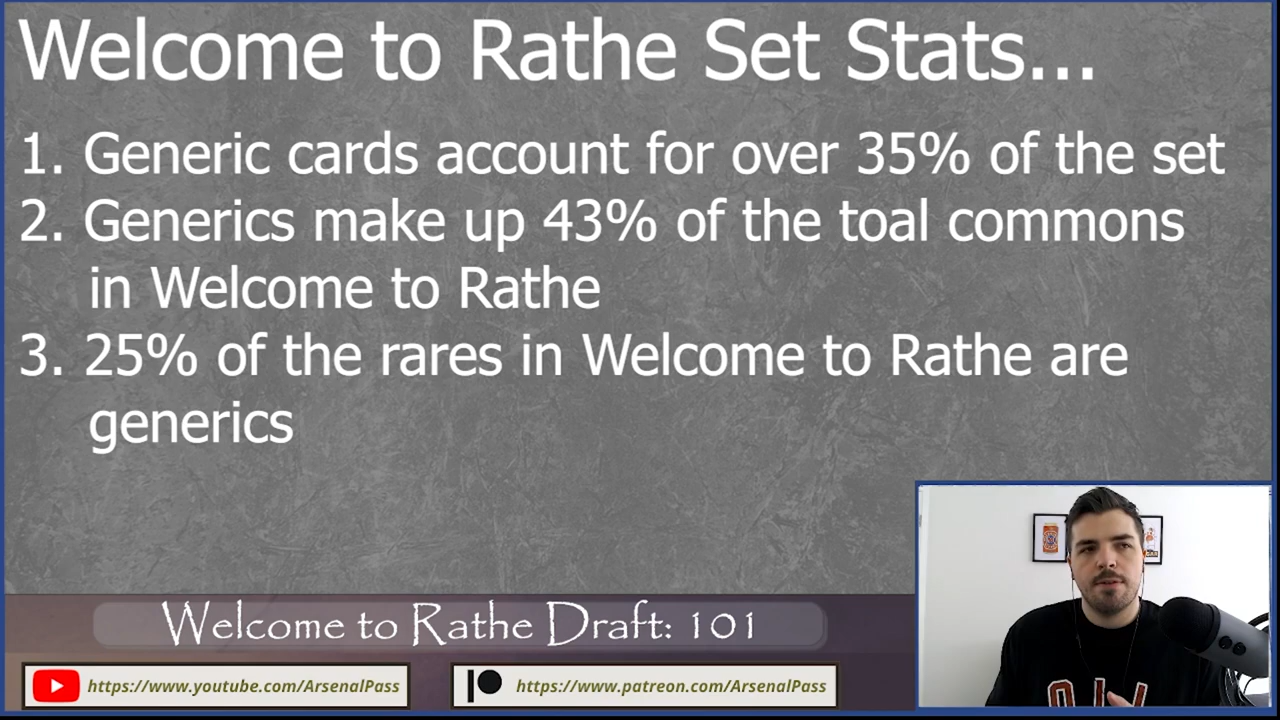 Welcome to Rathe Set Stats...
1. Generic cards account for over 35% of the set
2. Generics make up 43% of the toal commons
in Welcome to Rathe
3. 25% of the rares in Welcome to Rathe are
generics
Welcome to Rathe Draft: 101
https://www.youtube.com/ArsenalPass
https://www.patreon.com/ArsenalPass